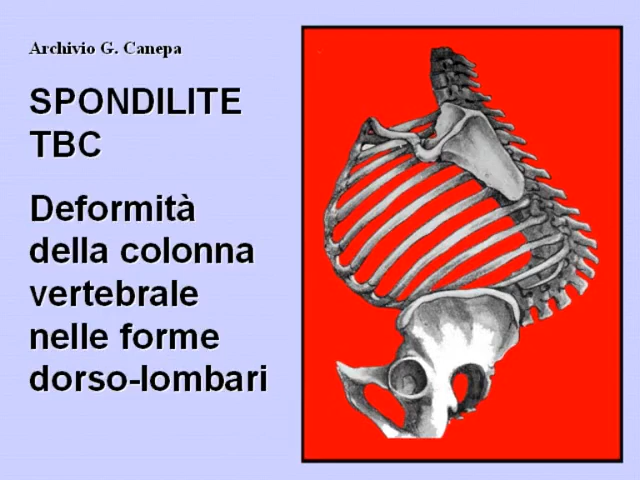 Archivio G. Canepa
SPONDILITE
TBC
Deformità
della colonna
vertebrale
nelle forme
dorso-lombari